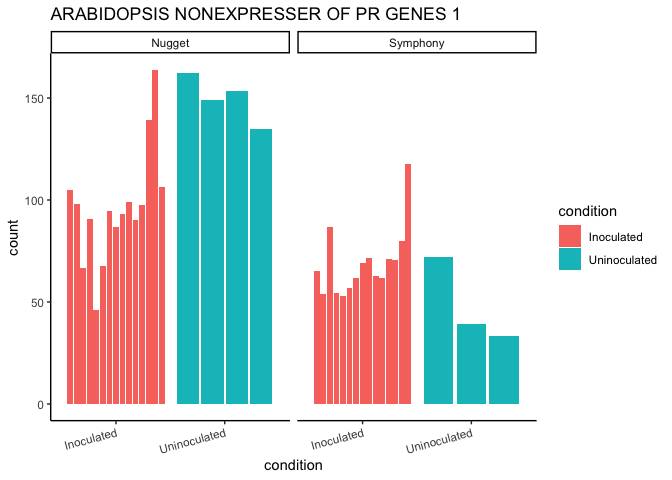 ARABIDOPSIS NONEXPRESSER OF PR GENES 1
Nugget
Symphony
150
100
50
0
count
Inoculated
Uninoculated
Inoculated
Uninoculated
condition
condition
Inoculated
Uninoculated